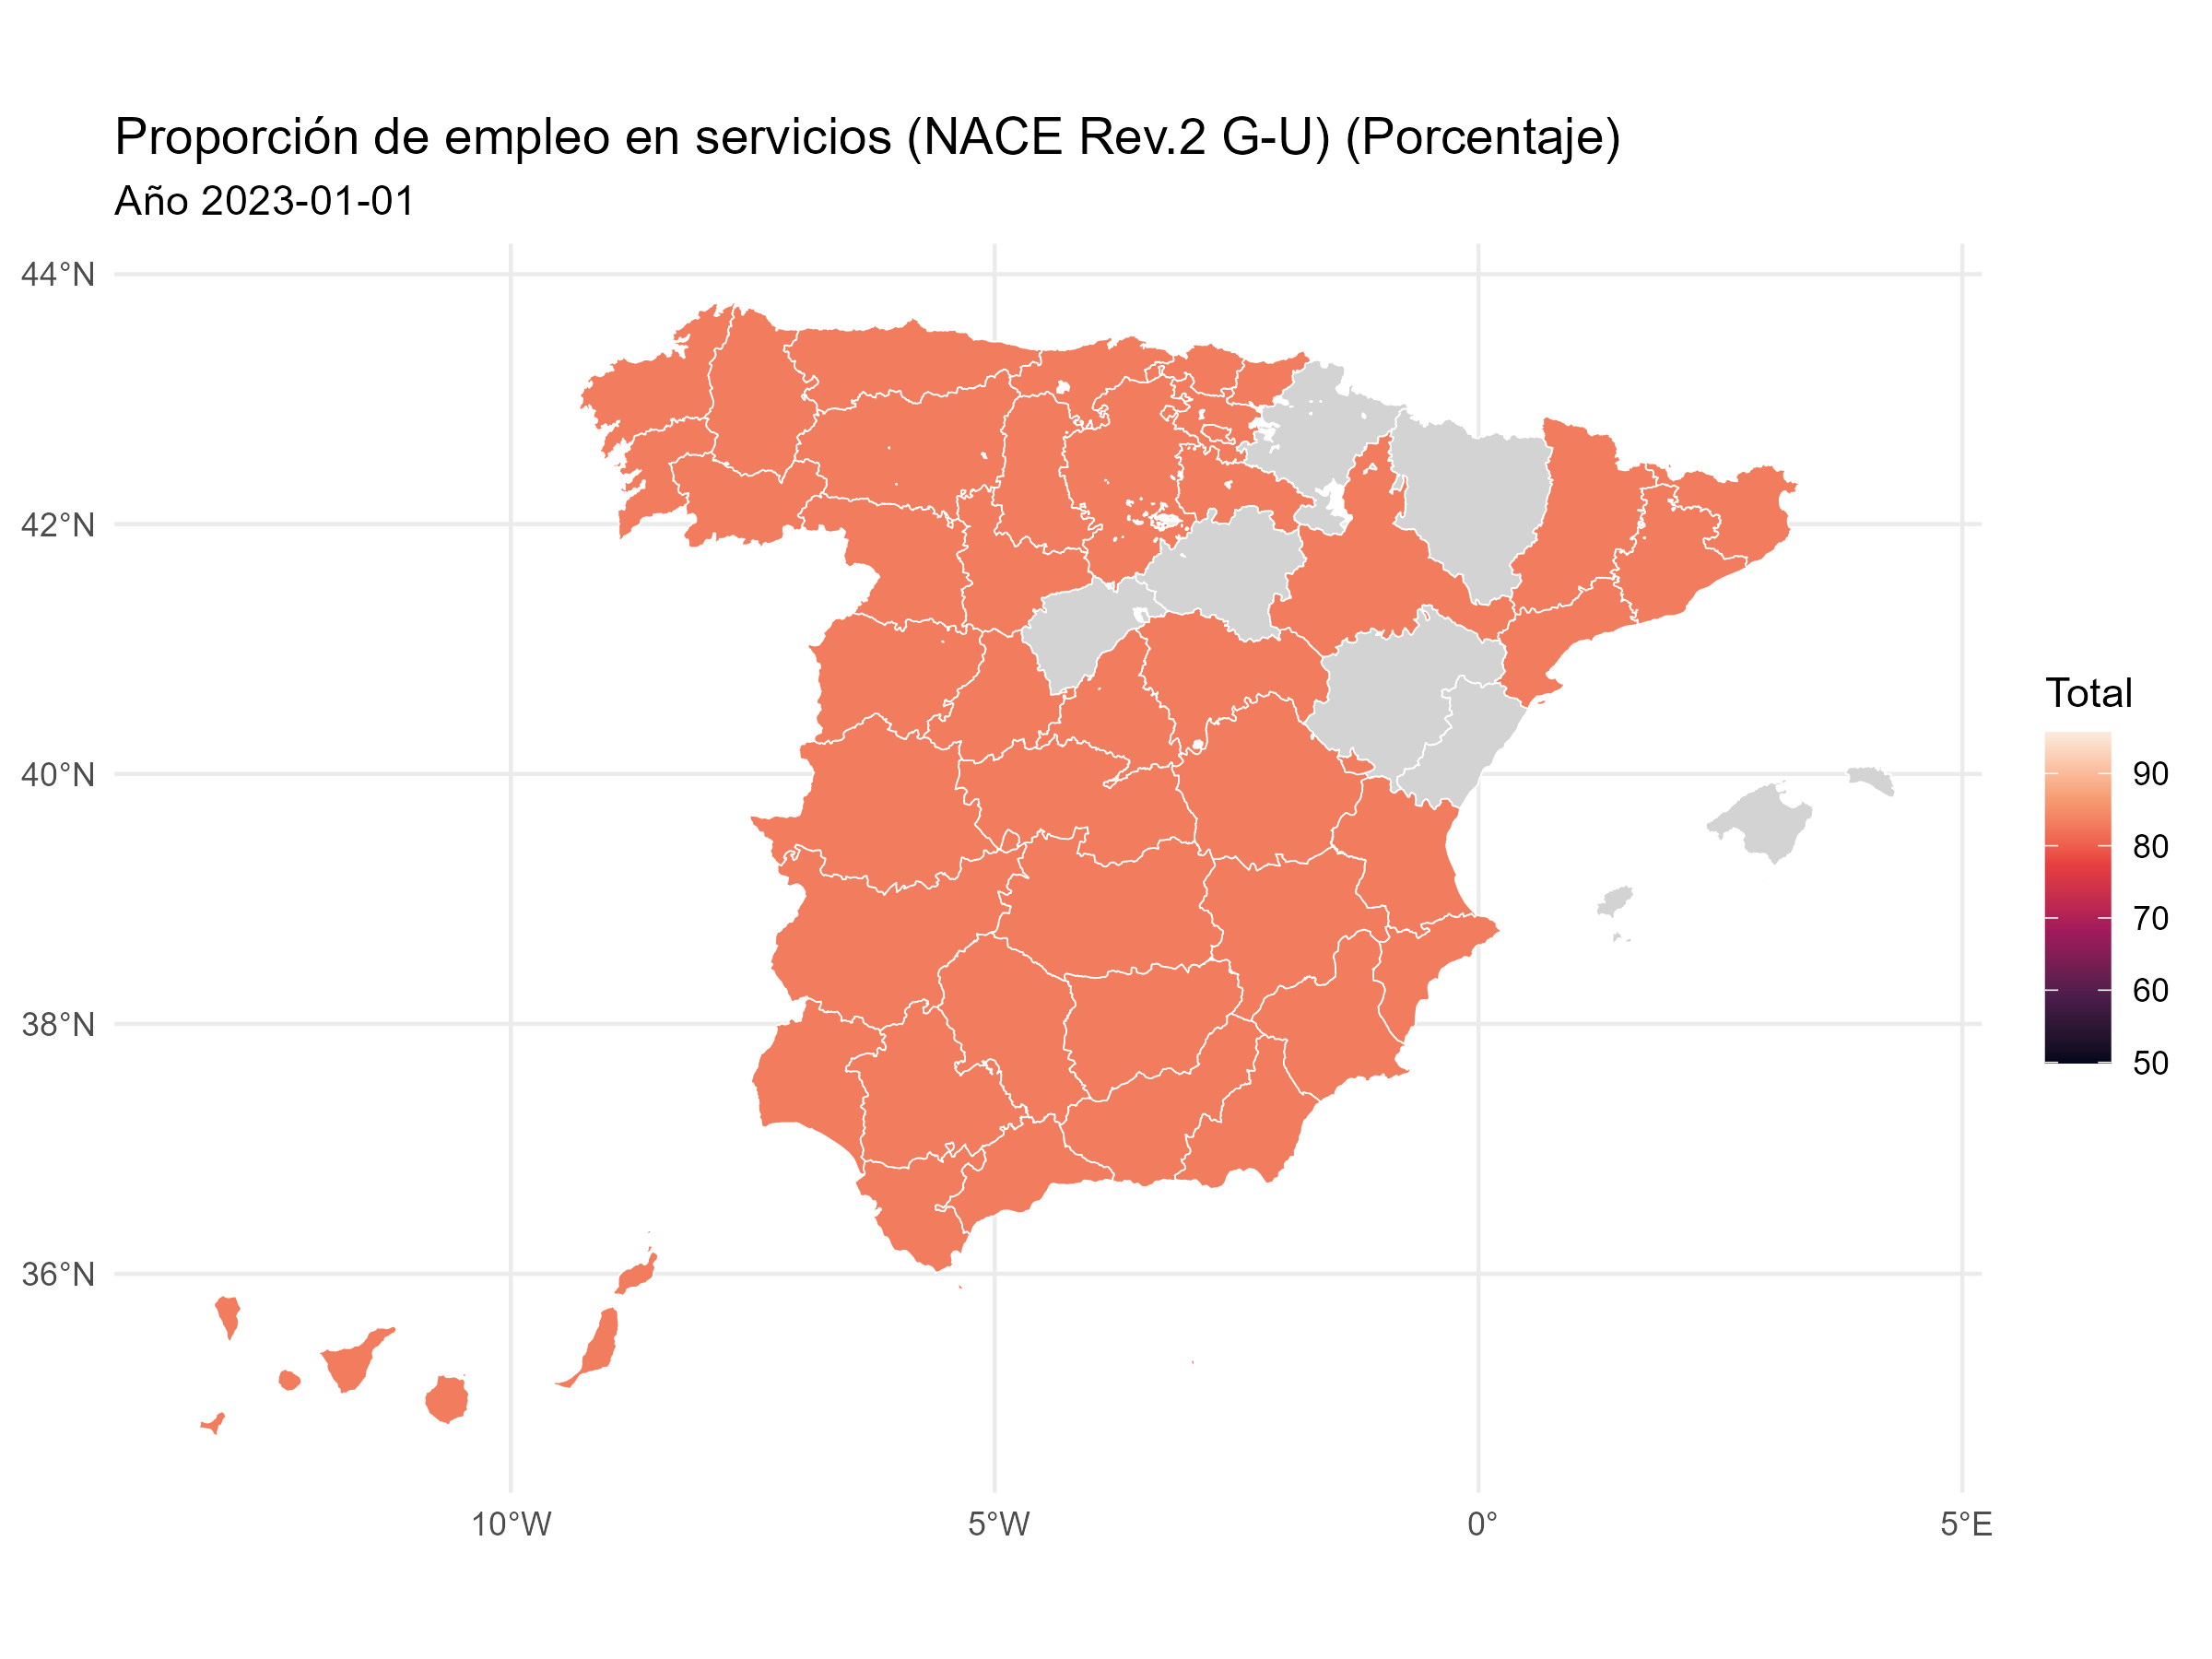 Proporción de empleo en servicios (NACE Rev.2 G-U) (Porcentaje)
Año 2023-01-01
44°N
42°N
40°N
38°N
36°N
10°W
5°W
0°
5°E
Total
90
80
70
60
50